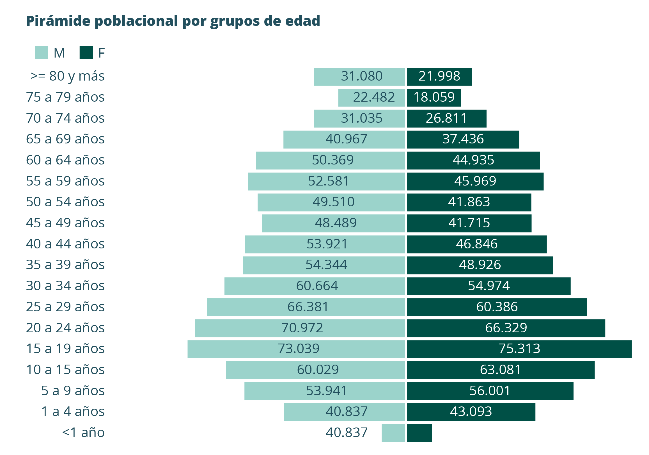 Pirámide poblacional por grupos de edad
M F
>= 80 y más 31.080 21.998
75 a 79 años 22.482 18.059
70 a 74 años 31.035 26.811
65 a 69 años 40.967 37.436
60 a 64 años 50.369 44.935
55 a 59 años 52.581 45.969
50 a 54 años 49.510 41.863
45 a 49 años 48.489 41.715
40 a 44 años 53.921 46.846
35 a 39 años 54.344 48.926
30 a 34 años 60.664 54.974
25 a 29 años 66.381 60.386
20 a 24 años 70.972 66.329
15 a 19 años 73.039 75.313
10 a 15 años 60.029 63.081
5 a 9 años 53.941 56.001
1 a 4 años 40.837 43.093
<1 año 40.837